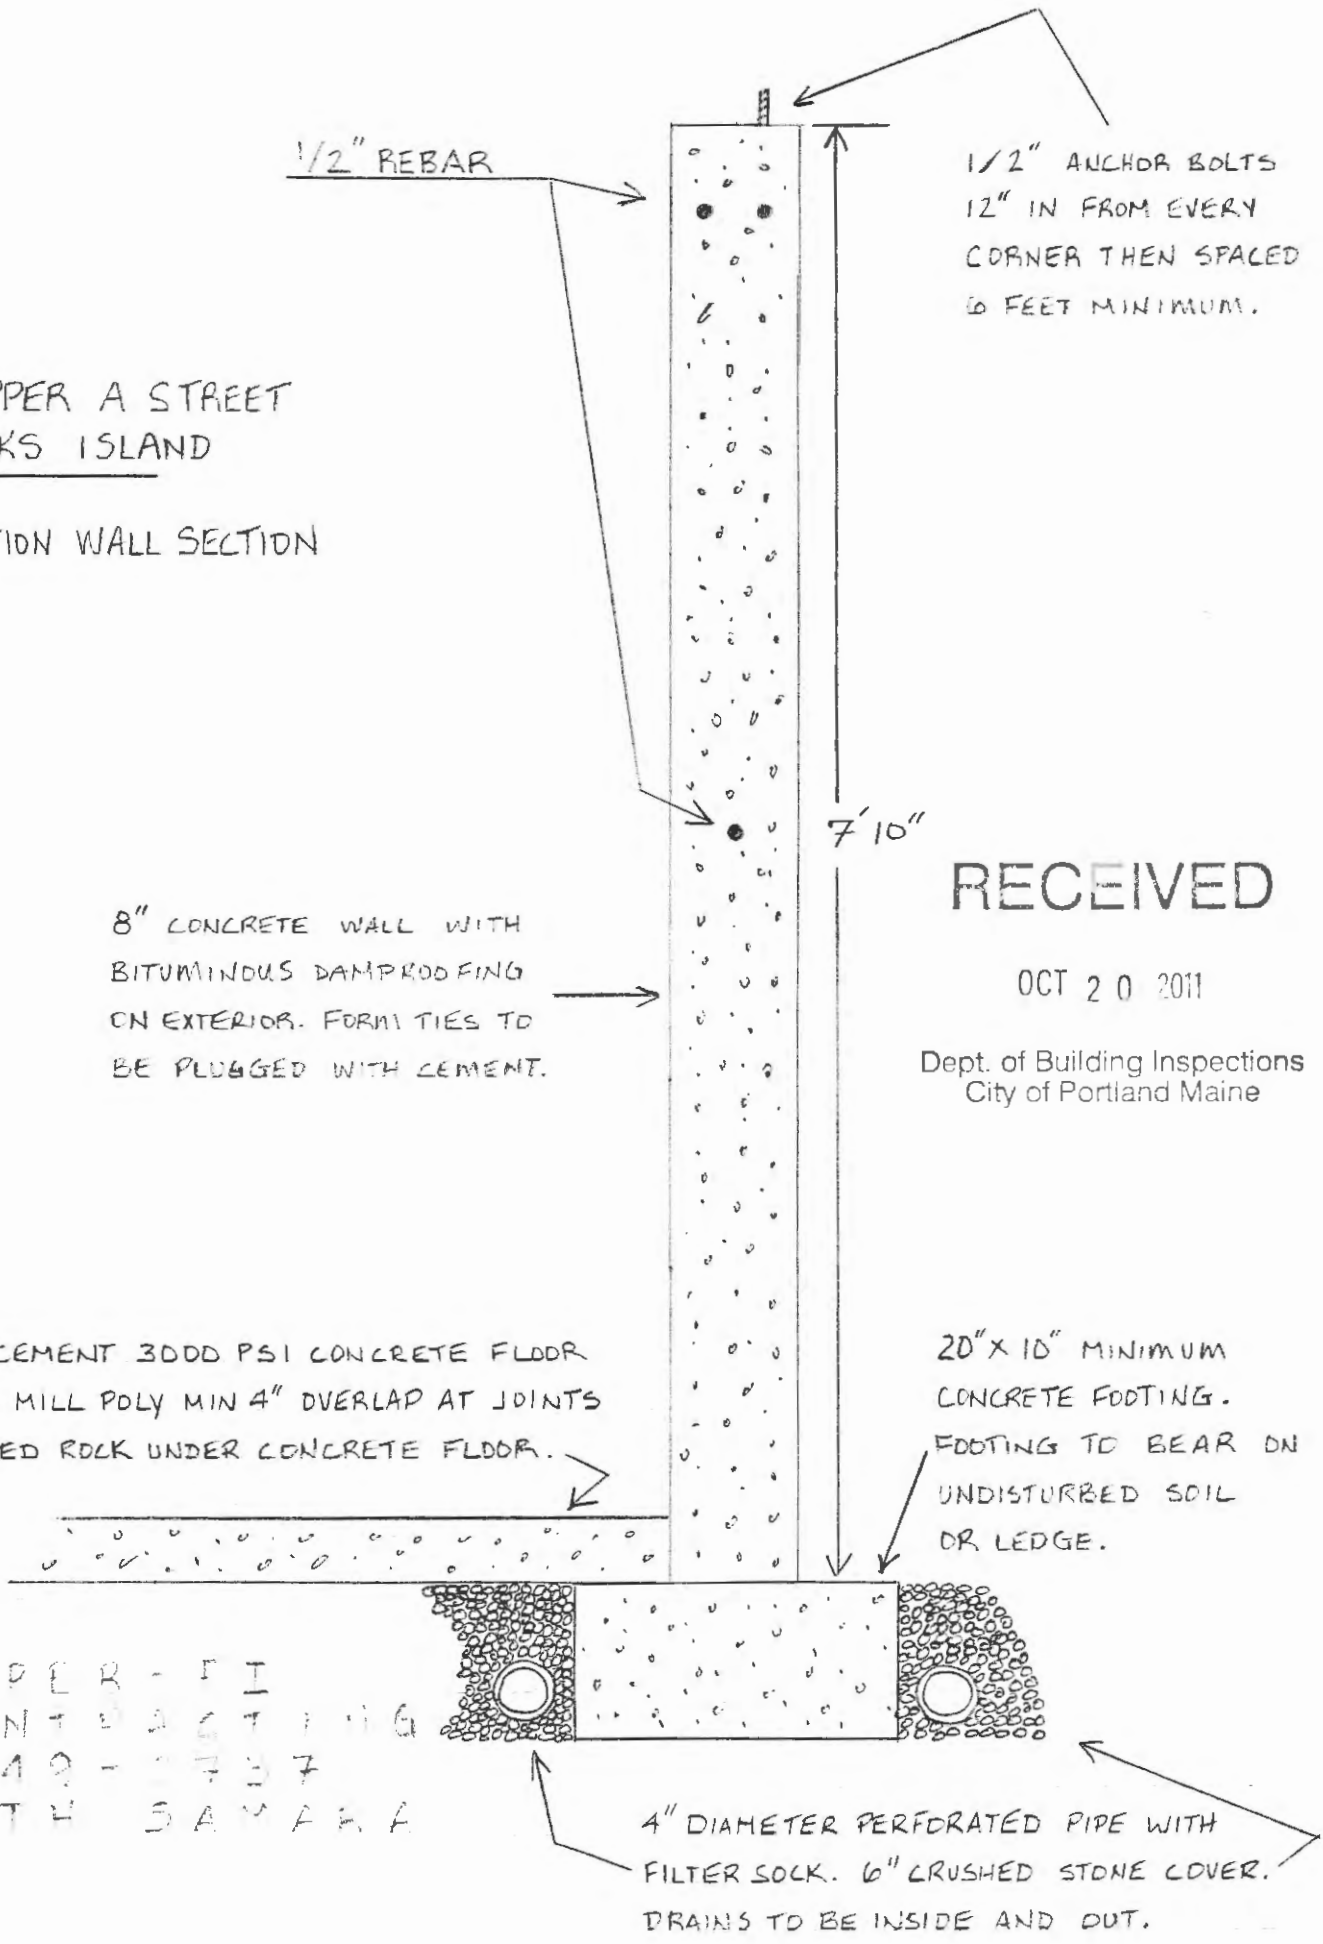 1/2" REBAR
1/2" ANCHOR BOLTS
12" IN FROM EVERY
CORNER THEN SPACED
6 FEET MINIMUM.
PPER A STREET
KS ISLAND
TION WALL SECTION
7'10"
RECEIVED
OCT 20 2011
Dept. of Building Inspections
City of Portland Maine
8" CONCRETE WALL WITH
BITUMINOUS DAMPROOFING
ON EXTERIOR. FORM TIES TO
BE PLUGGED WITH CEMENT.
CEMENT 3000 PSI CONCRETE FLOOR
MILL POLY MIN 4" OVERLAP AT JOINTS
ED ROCK UNDER CONCRETE FLOOR.
20" X 10" MINIMUM
CONCRETE FOOTING.
FOOTING TO BEAR ON
UNDISTURBED SOIL
OR LEDGE.
4" DIAMETER PERFORATED PIPE WITH
FILTER SOCK. 6" CRUSHED STONE COVER.
DRAINS TO BE INSIDE AND OUT.